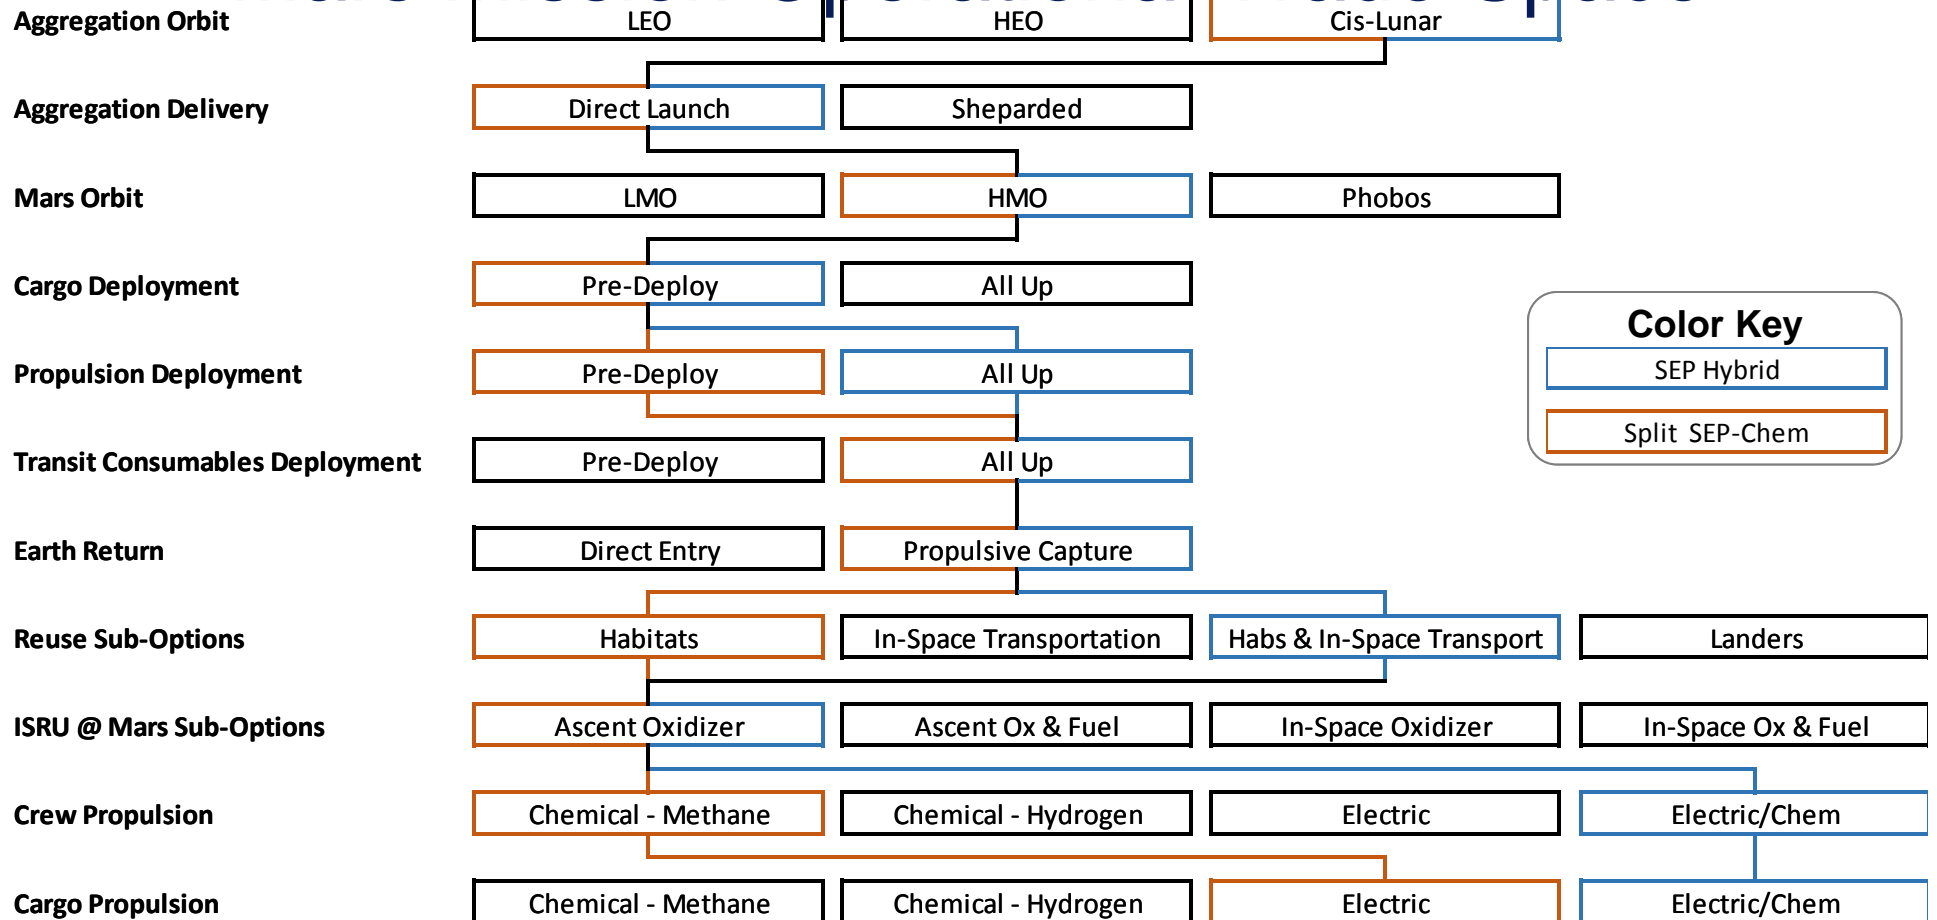 Aggregation Orbit LEO HEO Cis-Lunar
Aggregation Delivery Direct Launch Sheparded
Mars Orbit LMO HMO Phobos
Cargo Deployment Pre-Deploy All Up
Color Key
Propulsion Deployment Pre-Deploy All Up SEP Hybrid
Split SEP-Chem
Transit Consumables Deployment Pre-Deploy All Up
Earth Return Direct Entry Propulsive Capture
Reuse Sub-Options Habitats In-Space Transportation Habs & In-Space Transport Landers
ISRU @ Mars Sub-Options Ascent Oxidizer Ascent Ox & Fuel In-Space Oxidizer In-Space Ox & Fuel
Crew Propulsion Chemical - Methane Chemical - Hydrogen Electric Electric/Chem
Cargo Propulsion Chemical - Methane Chemical - Hydrogen Electric Electric/Chem